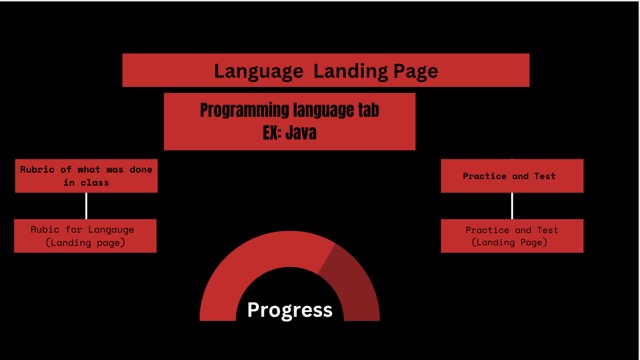 Language Landing Page
Programming language tab
EX: Java
Rubric of what was done
in class
Practice and Test
Rubic for Langauge
(Landing page)
Practice and Test
(Landing Page)
Progress